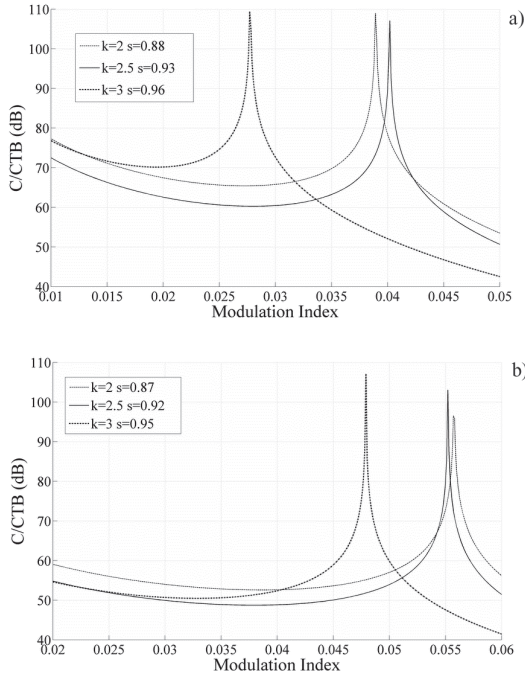 a)
110
100
90
80
70
60
50
40
C/CTB (dB)
k=2 s=0.88
k=2.5 s=0.93
k=3 s=0.96
0.01 0.015 0.02 0.025 0.03 0.035 0.04 0.045 0.05
Modulation Index
b)
110
100
90
80
70
60
50
40
C/CTB (dB)
k=2 s=0.87
k=2.5 s=0.92
k=3 s=0.95
0.02 0.025 0.03 0.035 0.04 0.045 0.05 0.055 0.06
Modulation Index